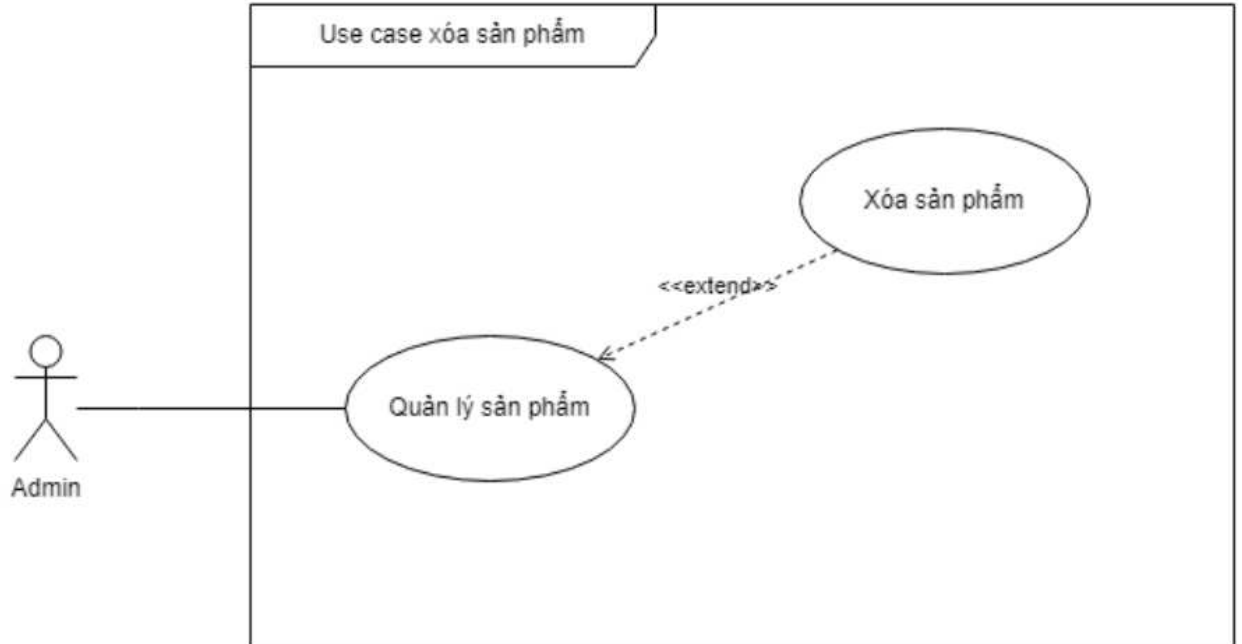 Use case xóa sản phẩm
Xóa sản phẩm
<<extend>>
Quản lý sản phẩm
Admin